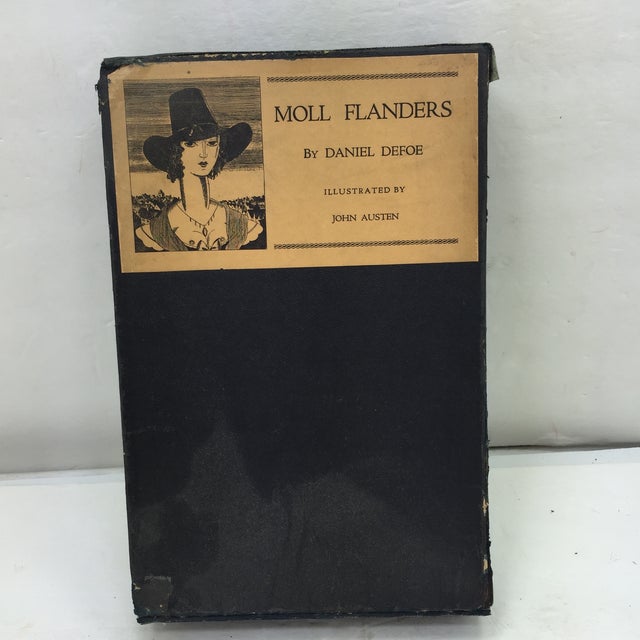 MOLL FLANDERS
By DANIEL DEFOE
ILLUSTRATED BY
JOHN AUSTEN